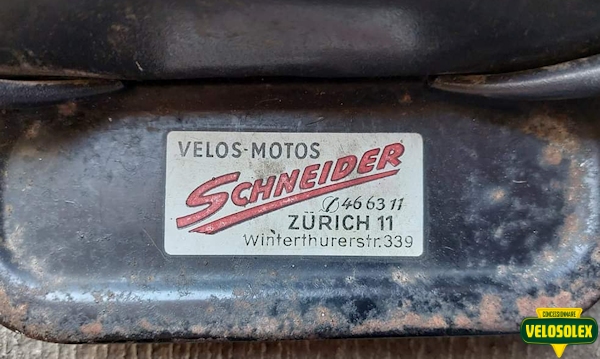 VELOS-MOTOS
SCHNEIDER
✆ 46 63 11
ZÜRICH 11
Winterthurerstr. 339
CONCESSIONNAIRE
VELOSOLEX